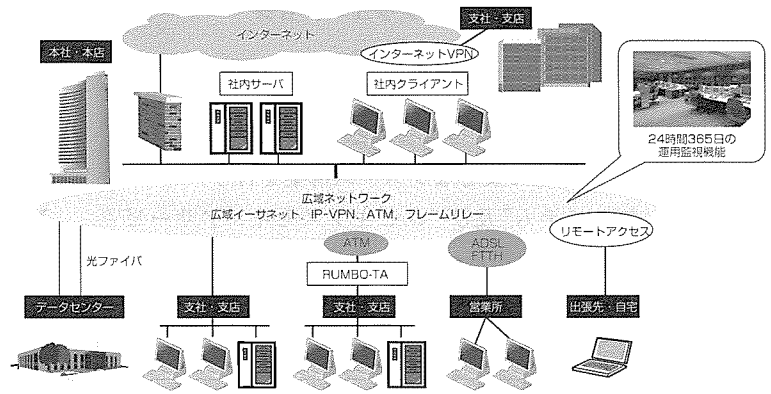 支社・支店
インターネット
インターネットVPN
本社・本店
社内サーバ
社内クライアント
24時間365日の
運用監視機能
広域ネットワーク
広域イーサネット，IP-VPN，ATM，フレームリレー
ATM
ADSL
FTTH
リモートアクセス
光ファイバ
RUMBO-TA
データセンター
支社・支店
支社・支店
営業所
出張先・自宅